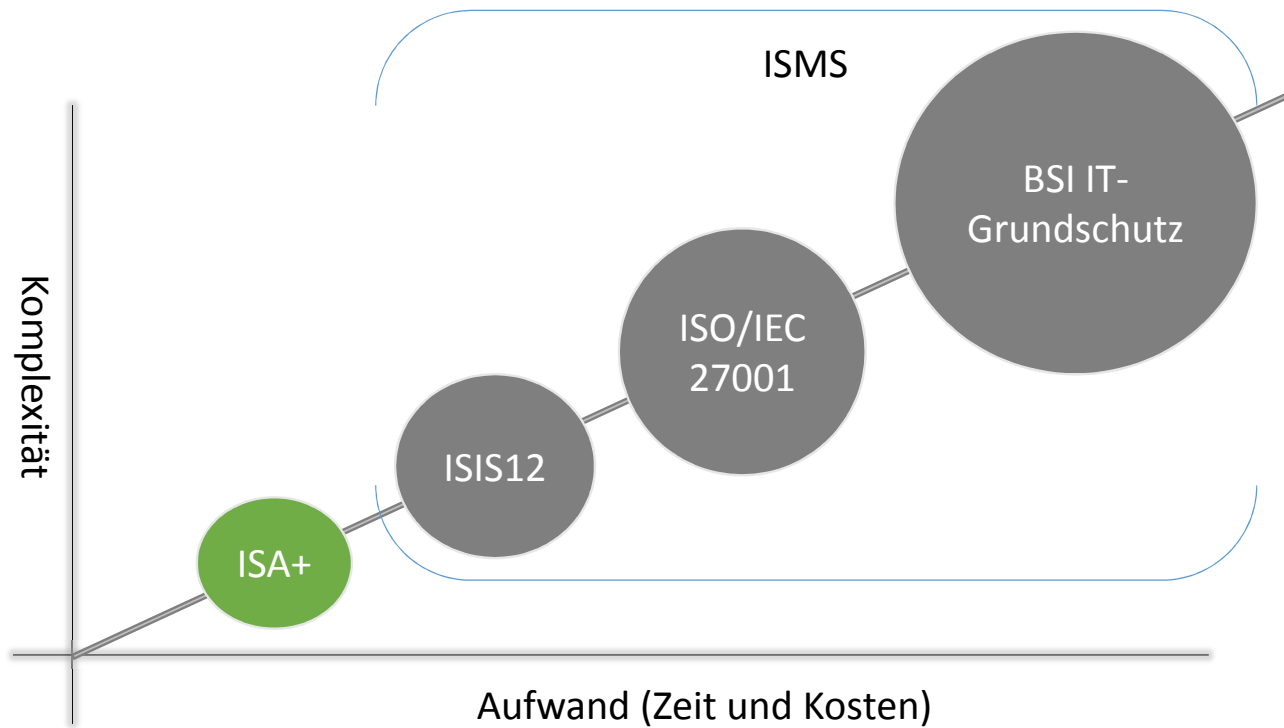 ISMS
BSI IT-
Grundschutz
ISO/IEC
27001
ISIS12
ISA+
Komplexität
Aufwand (Zeit und Kosten)